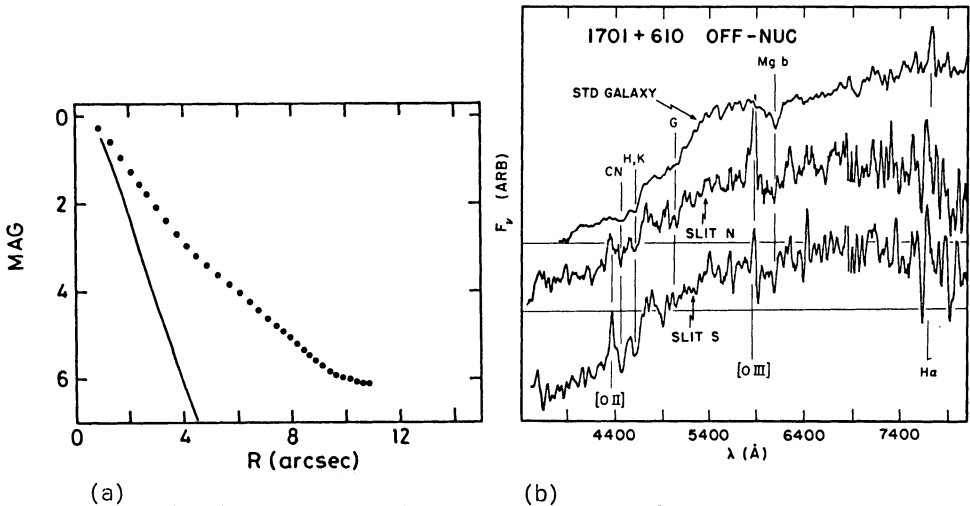 0
2
4
6
MAG
0
4
8
12
R (arcsec)
(a)
1701+610 OFF-NUC
Mg b
STD GALAXY
G
H,K
CN
SLIT N
SLIT S
[O III]
[O II]
Hα
Fν (ARB)
4400
5400
6400
7400
λ (Å)
(b)